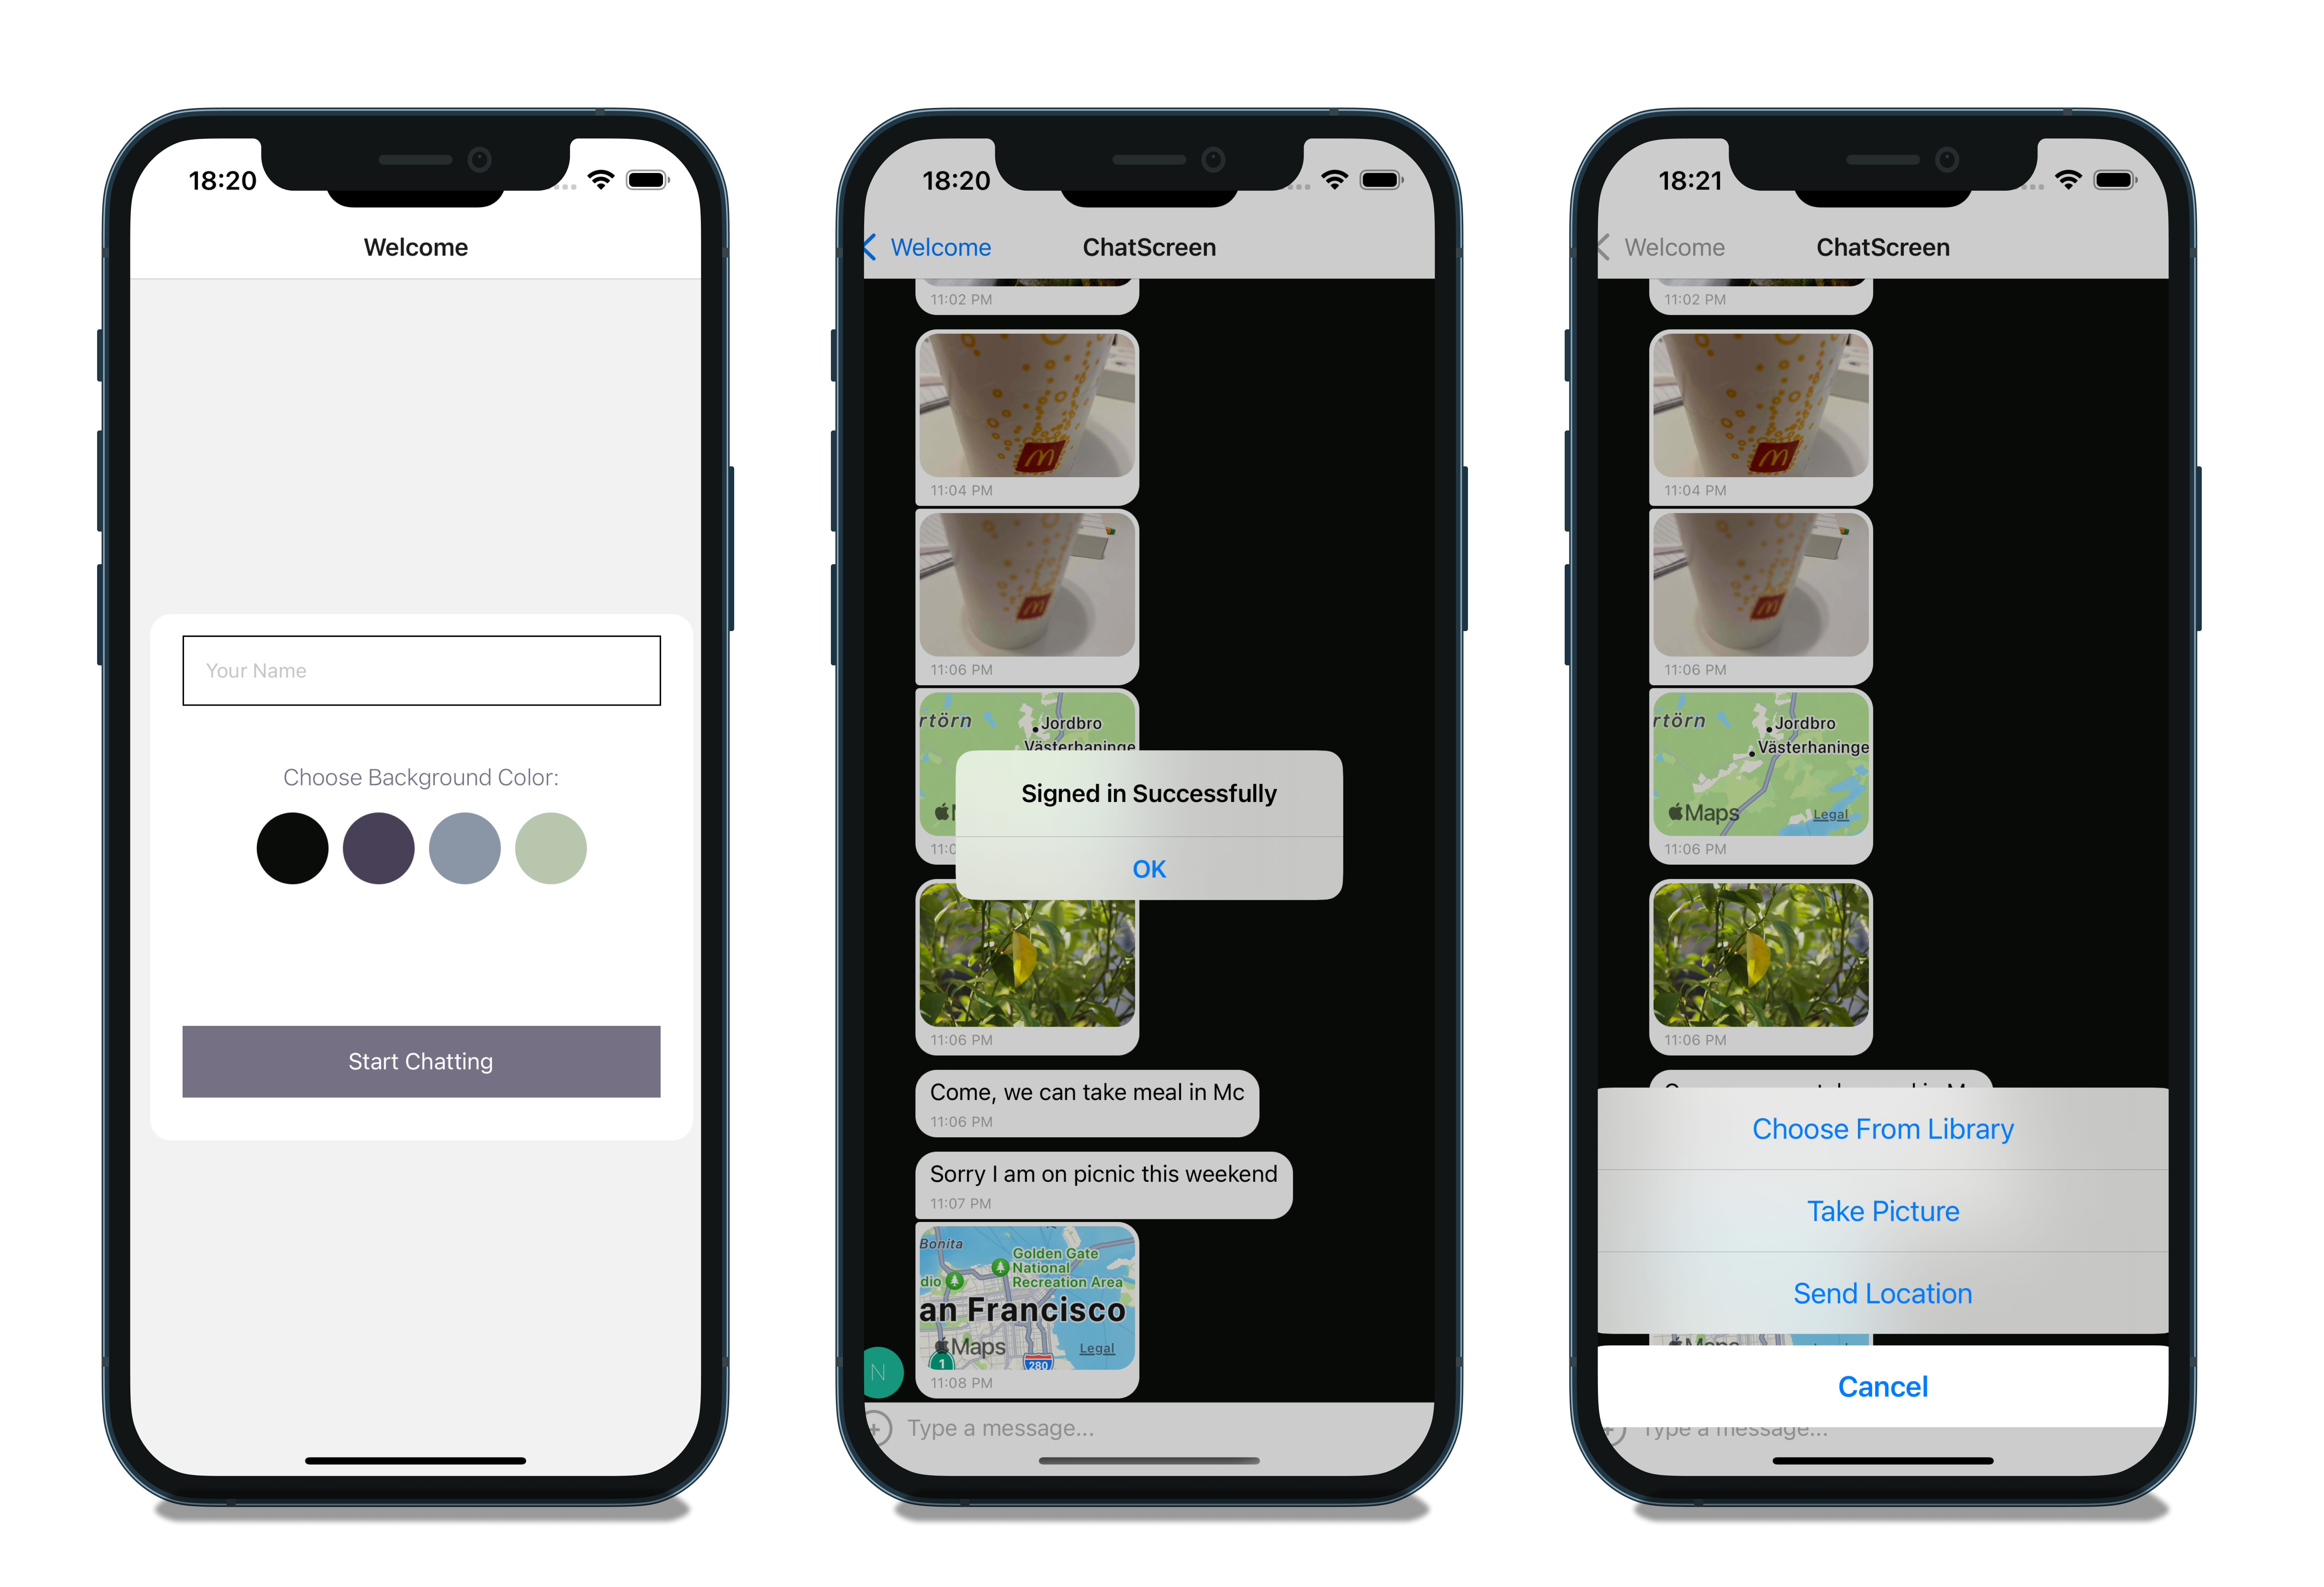 18:20
Welcome
Your Name
Choose Background Color:
Start Chatting
18:20
Welcome
ChatScreen
11:02 PM
11:04 PM
11:06 PM
rtörn
Jordbro
Västerhaninge
Signed in Successfully
OK
11:06 PM
Come, we can take meal in Mc
11:06 PM
Sorry I am on picnic this weekend
11:07 PM
Bonita
Golden Gate
National
dio
Recreation Area
an Francisco
Maps
Legal
1
280
N
11:08 PM
Type a message...
18:21
Welcome
ChatScreen
11:02 PM
11:04 PM
11:06 PM
rtörn
Jordbro
Västerhaninge
Maps
Legal
11:06 PM
11:06 PM
Choose From Library
Take Picture
Send Location
Cancel
Type a message...